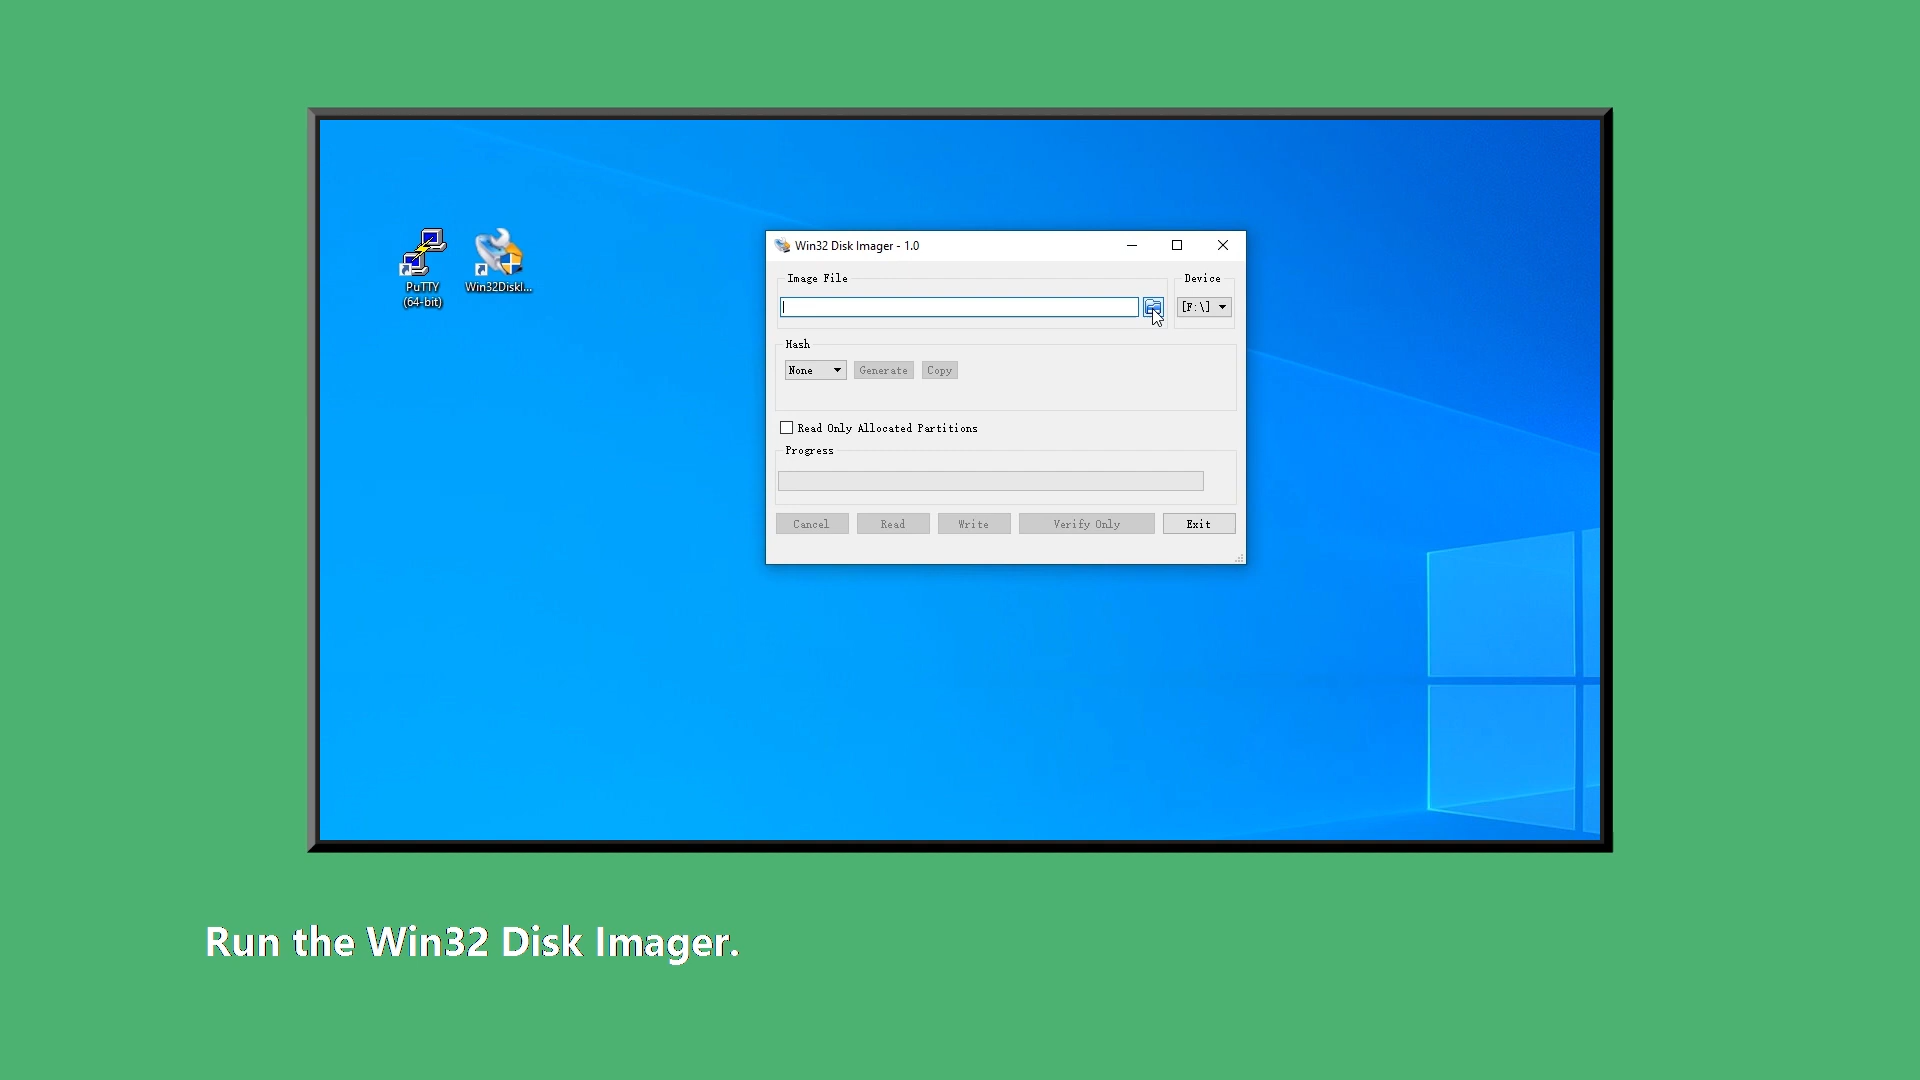 PuTTY
(64-bit)
Win32DiskI...
Win32 Disk Imager - 1.0
Image File
Device
[F:\]
Hash
None
Generate
Copy
Read Only Allocated Partitions
Progress
Cancel
Read
Write
Verify Only
Exit
Run the Win32 Disk Imager.